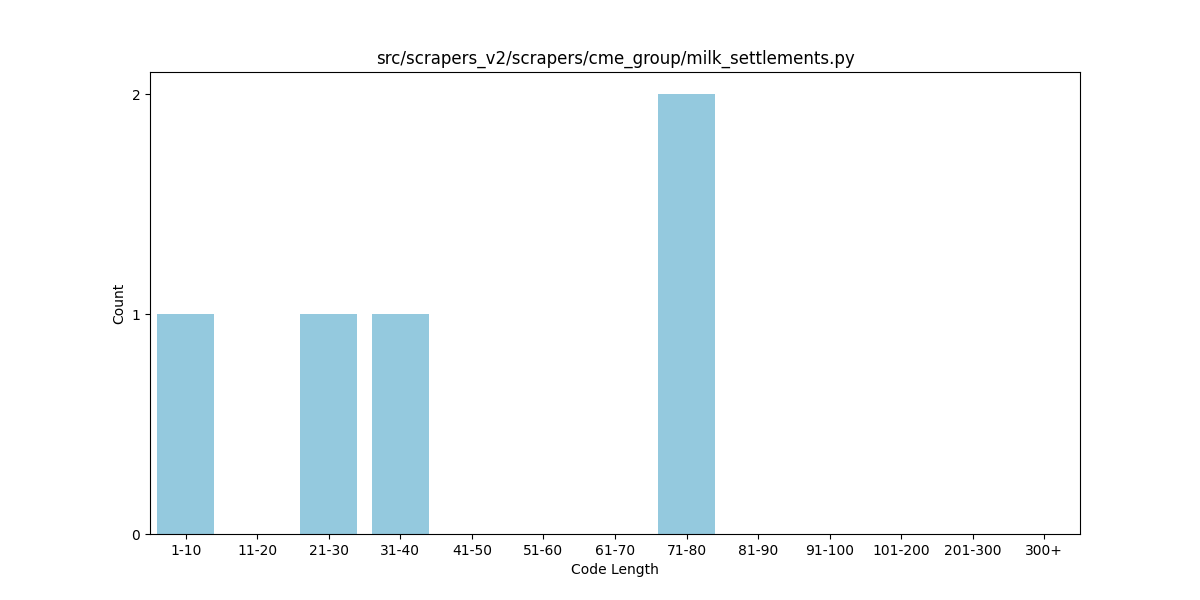 src/scrapers_v2/scrapers/cme_group/milk_settlements.py
2
1
0
Count
1-10 11-20 21-30 31-40 41-50 51-60 61-70 71-80 81-90 91-100 101-200 201-300 300+
Code Length